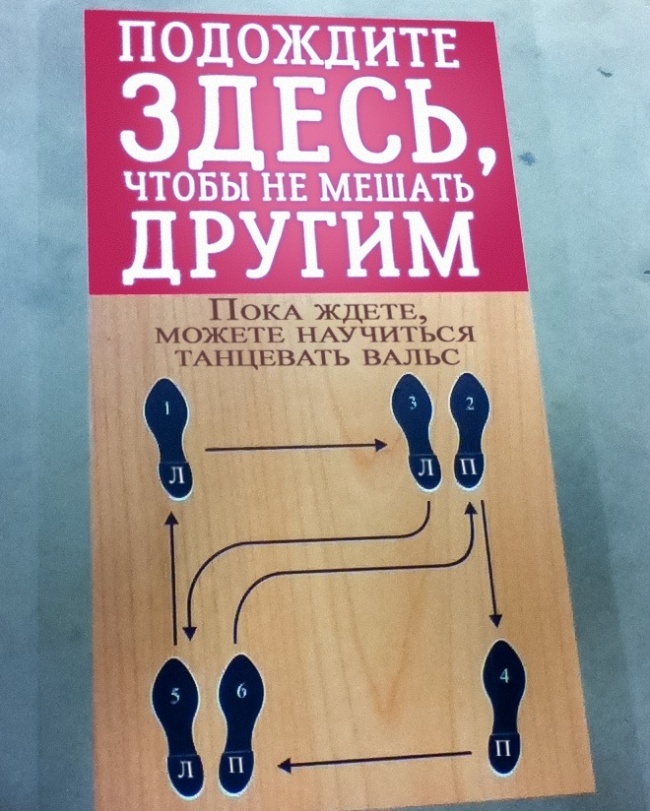 ПОДОЖДИТЕ
ЗДЕСЬ,
ЧТОБЫ НЕ МЕШАТЬ
ДРУГИМ
ПОКА ЖДЕТЕ,
МОЖЕТЕ НАУЧИТЬСЯ
ТАНЦЕВАТЬ ВАЛЬС
1 3 2
Л Л П
5 6 4
Л П П